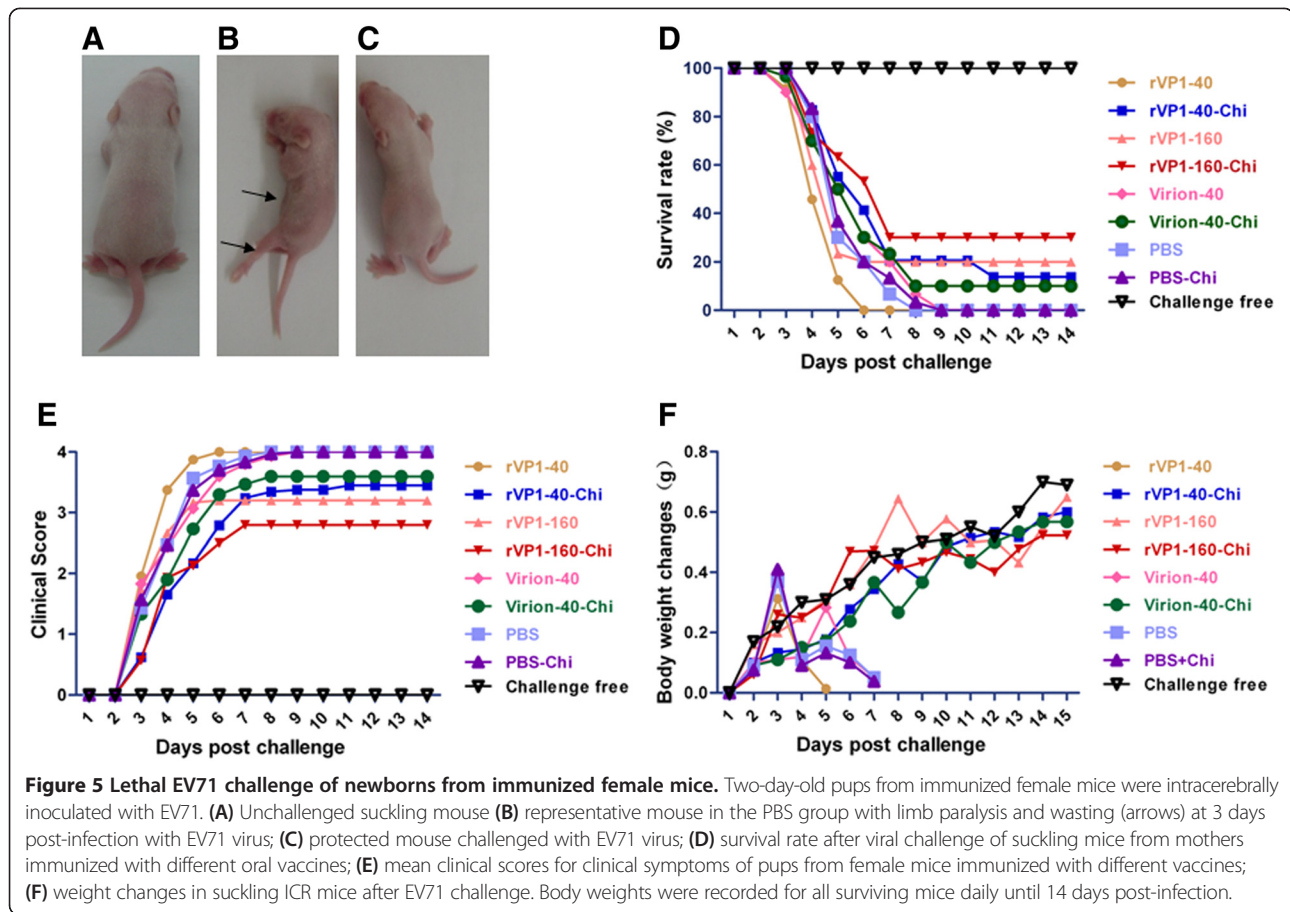 A B C
D
Survival rate (%)
100
80
60
40
20
0
1 2 3 4 5 6 7 8 9 10 11 12 13 14
Days post challenge
rVP1-40
rVP1-40-Chi
rVP1-160
rVP1-160-Chi
Virion-40
Virion-40-Chi
PBS
PBS-Chi
Challenge free
E
Clinical Score
4
3
2
1
0
1 2 3 4 5 6 7 8 9 10 11 12 13 14
Days post challenge
rVP1-40
rVP1-40-Chi
rVP1-160
rVP1-160-Chi
Virion-40
Virion-40-Chi
PBS
PBS-Chi
Challenge free
F
Body weight changes (g)
0.8
0.6
0.4
0.2
0.0
1 2 3 4 5 6 7 8 9 10 11 12 13 14 15
Days post challenge
rVP1-40
rVP1-40-Chi
rVP1-160
rVP1-160-Chi
Virion-40
Virion-40-Chi
PBS
PBS+Chi
Challenge free
Figure 5 Lethal EV71 challenge of newborns from immunized female mice. Two-day-old pups from immunized female mice were intracerebrally
inoculated with EV71. (A) Unchallenged suckling mouse (B) representative mouse in the PBS group with limb paralysis and wasting (arrows) at 3 days
post-infection with EV71 virus; (C) protected mouse challenged with EV71 virus; (D) survival rate after viral challenge of suckling mice from mothers
immunized with different oral vaccines; (E) mean clinical scores for clinical symptoms of pups from female mice immunized with different vaccines;
(F) weight changes in suckling ICR mice after EV71 challenge. Body weights were recorded for all surviving mice daily until 14 days post-infection.